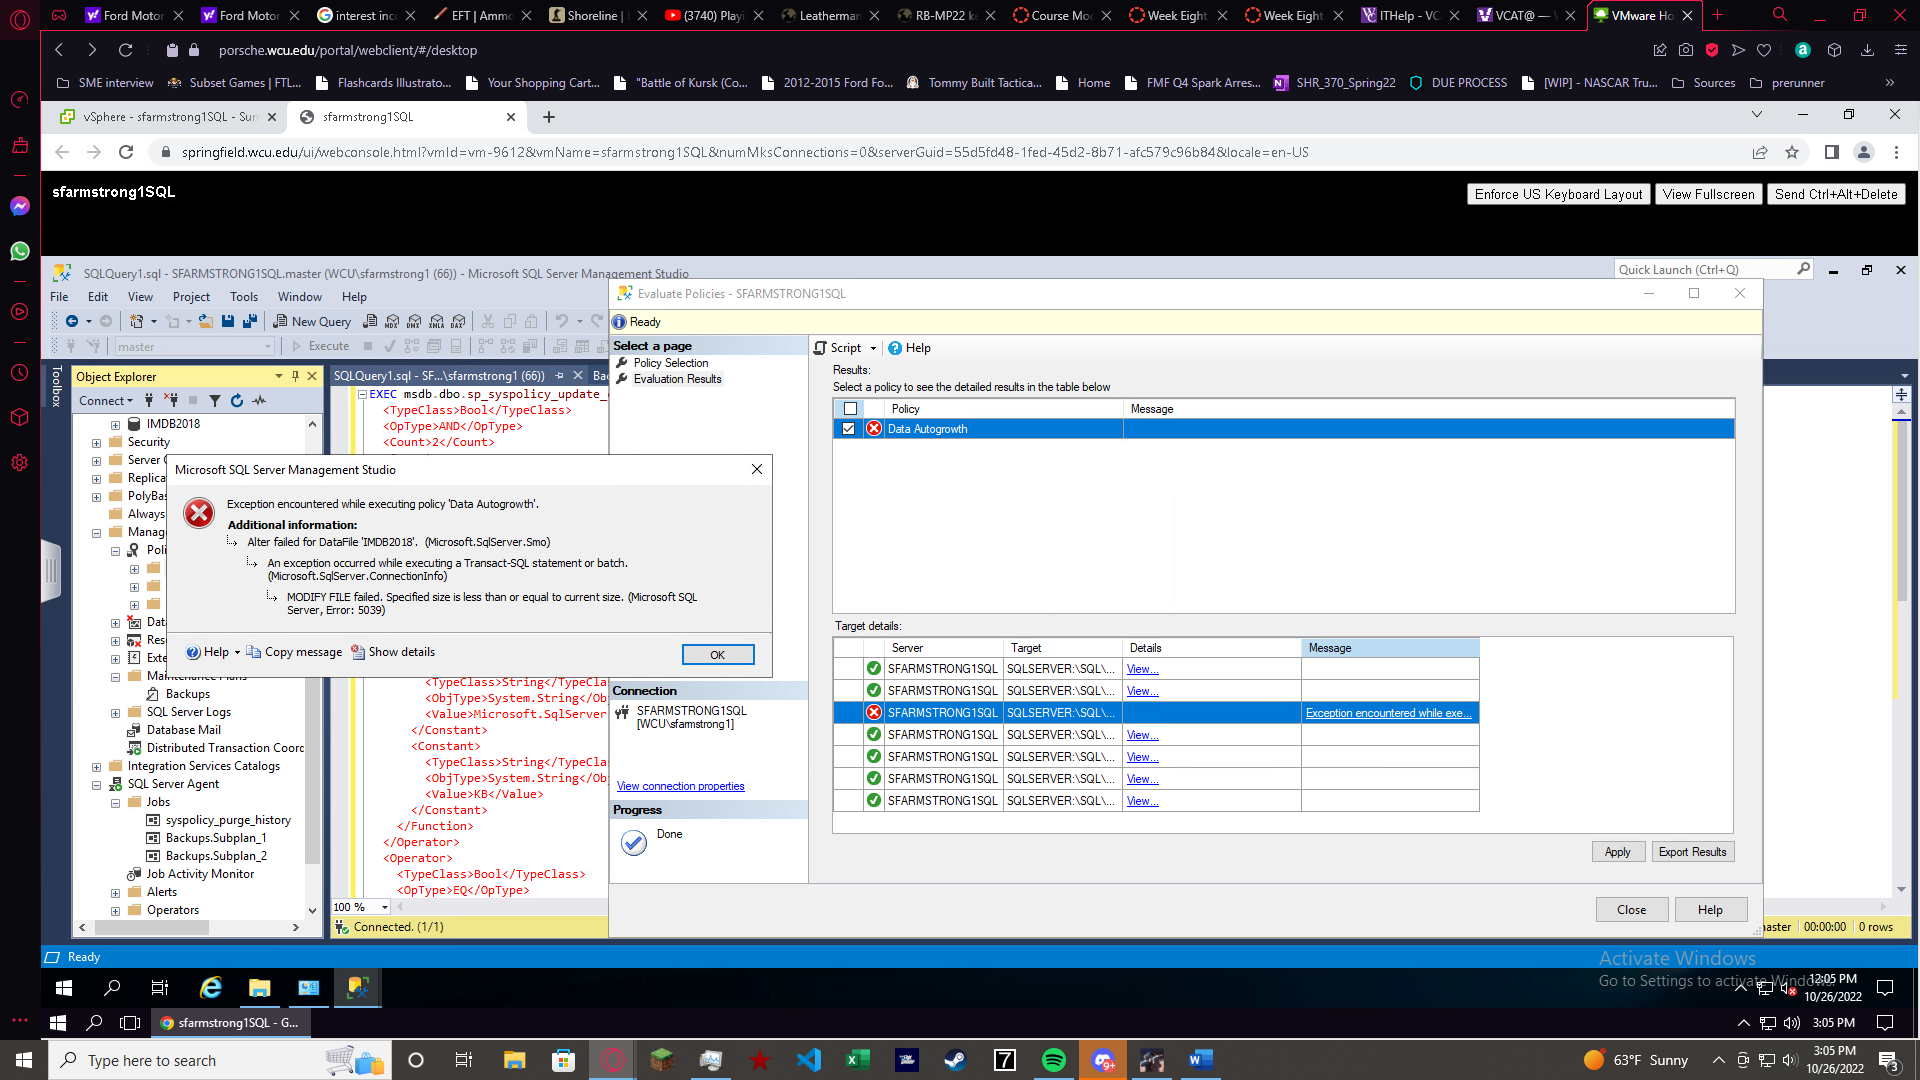 Ford Motor
Ford Motor
interest inc
EFT | Ammo
Shoreline |
(3740) Playi
Leatherman
RB-MP22 k
Course Mod
Week Eight
Week Eight
ITHelp - VC
VCAT@ —
VMware Ho
porsche.wcu.edu/portal/webclient/#/desktop
SME interview
Subset Games | FTL...
Flashcards Illustrato...
Your Shopping Cart...
"Battle of Kursk (Co...
2012-2015 Ford Fo...
Tommy Built Tactica...
Home
FMF Q4 Spark Arres...
SHR_370_Spring22
DUE PROCESS
[WIP] - NASCAR Tru...
Sources
prerunner
»
vSphere - sfarmstrong1SQL - Sum
sfarmstrong1SQL
springfield.wcu.edu/ui/webconsole.html?vmId=vm-9612&vmName=sfarmstrong1SQL&numMksConnections=0&serverGuid=55d5fd48-1fed-45d2-8b71-afc579c96b84&locale=en-US
sfarmstrong1SQL
Enforce US Keyboard Layout
View Fullscreen
Send Ctrl+Alt+Delete
SQLQuery1.sql - SFARMSTRONG1SQL.master (WCU\sfarmstrong1 (66)) - Microsoft SQL Server Management Studio
Quick Launch (Ctrl+Q)
File Edit View Project Tools Window Help
Evaluate Policies - SFARMSTRONG1SQL
New Query
MDX DMX XMLA DAX
Ready
master
Execute
Select a page
Policy Selection
Evaluation Results
Script
Help
Results:
Select a policy to see the detailed results in the table below
Policy
Message
Data Autogrowth
Toolbox
Object Explorer
Connect
SQLQuery1.sql - SF...\sfarmstrong1 (66))
Bac
IMDB2018
Security
Server O
Replica
PolyBas
Always
Manag
Poli
Dat
Res
Exte
Maintenance Plans
Backups
SQL Server Logs
Database Mail
Distributed Transaction Coord
Integration Services Catalogs
SQL Server Agent
Jobs
syspolicy_purge_history
Backups.Subplan_1
Backups.Subplan_2
Job Activity Monitor
Alerts
Operators
EXEC msdb.dbo.sp_syspolicy_update_
<TypeClass>Bool</TypeClass>
<OpType>AND</OpType>
<Count>2</Count>
Microsoft SQL Server Management Studio
Exception encountered while executing policy 'Data Autogrowth'.
Additional information:
Alter failed for DataFile 'IMDB2018'. (Microsoft.SqlServer.Smo)
An exception occurred while executing a Transact-SQL statement or batch.
(Microsoft.SqlServer.ConnectionInfo)
MODIFY FILE failed. Specified size is less than or equal to current size. (Microsoft SQL
Server, Error: 5039)
Help
Copy message
Show details
OK
<TypeClass>String</TypeCla
<ObjType>System.String</Ob
<Value>Microsoft.SqlServer
</Constant>
<Constant>
<TypeClass>String</TypeCla
<ObjType>System.String</Ob
<Value>KB</Value>
</Constant>
</Function>
</Operator>
<Operator>
<TypeClass>Bool</TypeClass>
<OpType>EQ</OpType>
100 %
Connected. (1/1)
Connection
SFARMSTRONG1SQL
[WCU\sfarmstrong1]
View connection properties
Progress
Done
Target details:
Server Target Details Message
SFARMSTRONG1SQL SQLSERVER:\SQL\... View...
SFARMSTRONG1SQL SQLSERVER:\SQL\... View...
SFARMSTRONG1SQL SQLSERVER:\SQL\... Exception encountered while exe...
SFARMSTRONG1SQL SQLSERVER:\SQL\... View...
SFARMSTRONG1SQL SQLSERVER:\SQL\... View...
SFARMSTRONG1SQL SQLSERVER:\SQL\... View...
SFARMSTRONG1SQL SQLSERVER:\SQL\... View...
Apply
Export Results
Close
Help
aster
00:00:00
0 rows
Ready
Activate Windows
Go to Settings to activate Windows.
12:05 PM
10/26/2022
sfarmstrong1SQL - G...
3:05 PM
Type here to search
7
9+
63°F Sunny
3:05 PM
10/26/2022
3